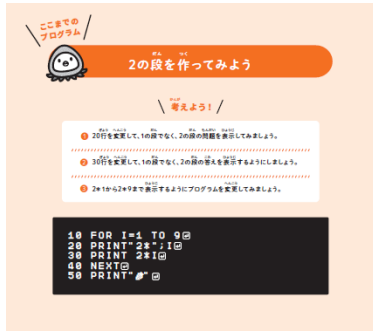 ここまでの
プログラム
2の段を作ってみよう
考えよう！
1 20行を変更して、1の段でなく、2の段の問題を表示してみましょう。
2 30行を変更して、1の段でなく、2の段の答えを表示するようにしましょう。
3 2*1から2*9まで表示するようにプログラムを変更してみましょう。
10 FOR I=1 TO 9↵
20 PRINT"2*";I↵
30 PRINT 2*I↵
40 NEXT↵
50 PRINT" "↵